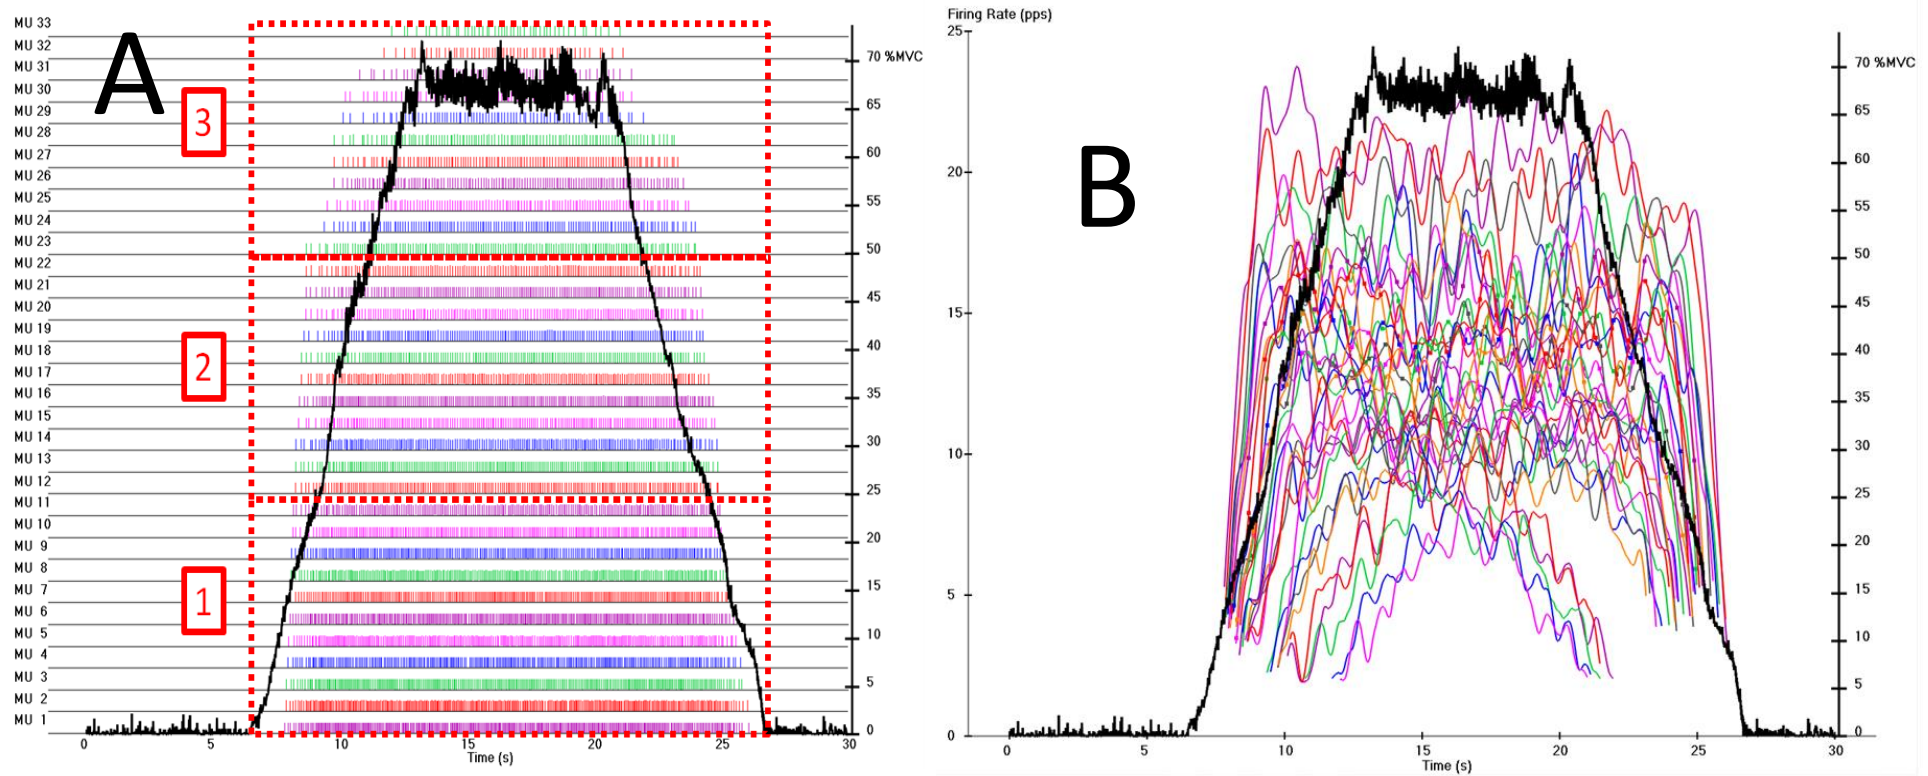 A
MU 33
MU 32
MU 31
MU 30
MU 29
MU 28
MU 27
MU 26
MU 25
MU 24
MU 23
MU 22
MU 21
MU 20
MU 19
MU 18
MU 17
MU 16
MU 15
MU 14
MU 13
MU 12
MU 11
MU 10
MU 9
MU 8
MU 7
MU 6
MU 5
MU 4
MU 3
MU 2
MU 1
3
2
1
70 %MVC
65
60
55
50
45
40
35
30
25
20
15
10
5
0
0 5 10 15 20 25 30
Time (s)
Firing Rate (pps)
B
25
20
15
10
5
0
70 %MVC
65
60
55
50
45
40
35
30
25
20
15
10
5
0
0 5 10 15 20 25 30
Time (s)